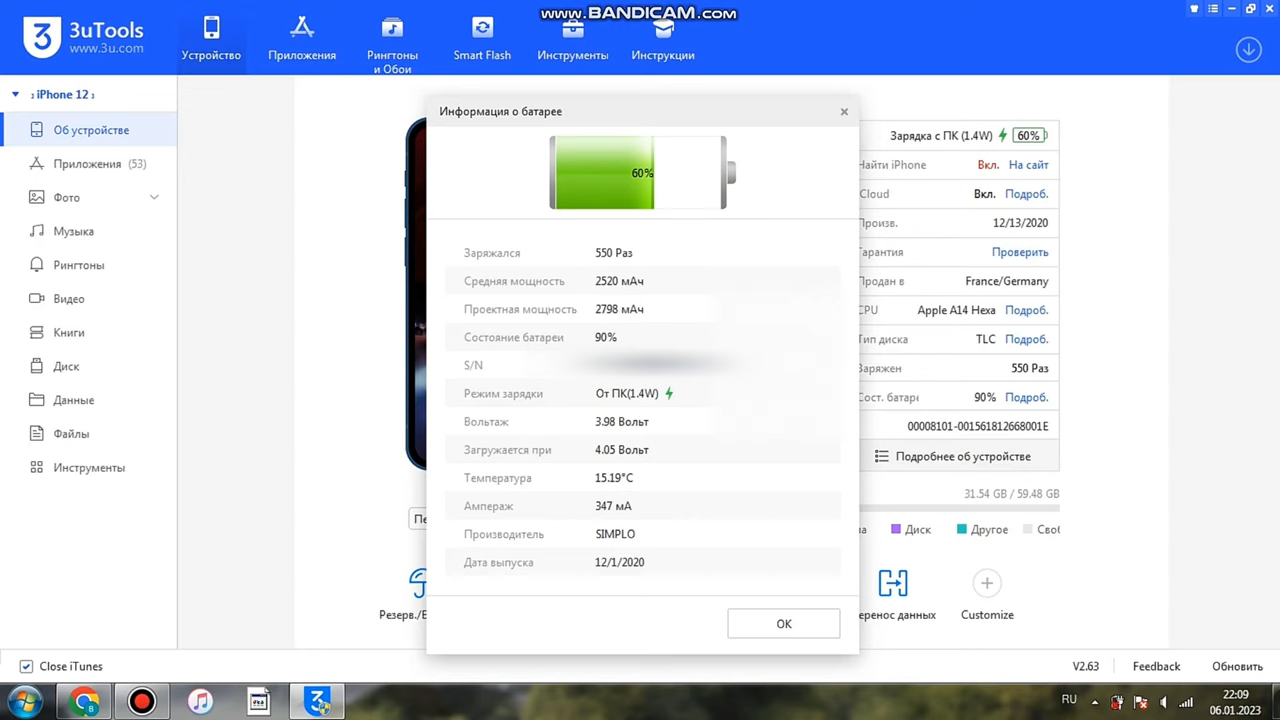 www.BANDICAM.com
3 3uTools
www.3u.com
Устройство
Приложения
Рингтоны
и Обои
Smart Flash
Инструменты
Инструкции
iPhone 12
Об устройстве
Приложения (53)
Фото
Музыка
Рингтоны
Видео
Книги
Диск
Данные
Файлы
Инструменты
Информация о батарее
60%
Заряжался 550 Раз
Средняя мощность 2520 мАч
Проектная мощность 2798 мАч
Состояние батареи 90%
S/N
Режим зарядки От ПК(1.4W)
Вольтаж 3.98 Вольт
Загружается при 4.05 Вольт
Температура 15.19°C
Ампераж 347 мА
Производитель SIMPLO
Дата выпуска 12/1/2020
OK
Зарядка с ПК (1.4W) 60%
Найти iPhone Вкл. На сайт
Cloud Вкл. Подроб.
Произв. 12/13/2020
Гарантия Проверить
Продан в France/Germany
CPU Apple A14 Hexa Подроб.
Тип диска TLC Подроб.
Заряжен 550 Раз
Сост. батаре 90% Подроб.
00008101-001561812668001E
Подробнее об устройстве
31.54 GB / 59.48 GB
Диск
Другое
Своб
Пе
Резерв./
еренос данных
Customize
Close iTunes
V2.63
Feedback
Обновить
RU
22:09
06.01.2023